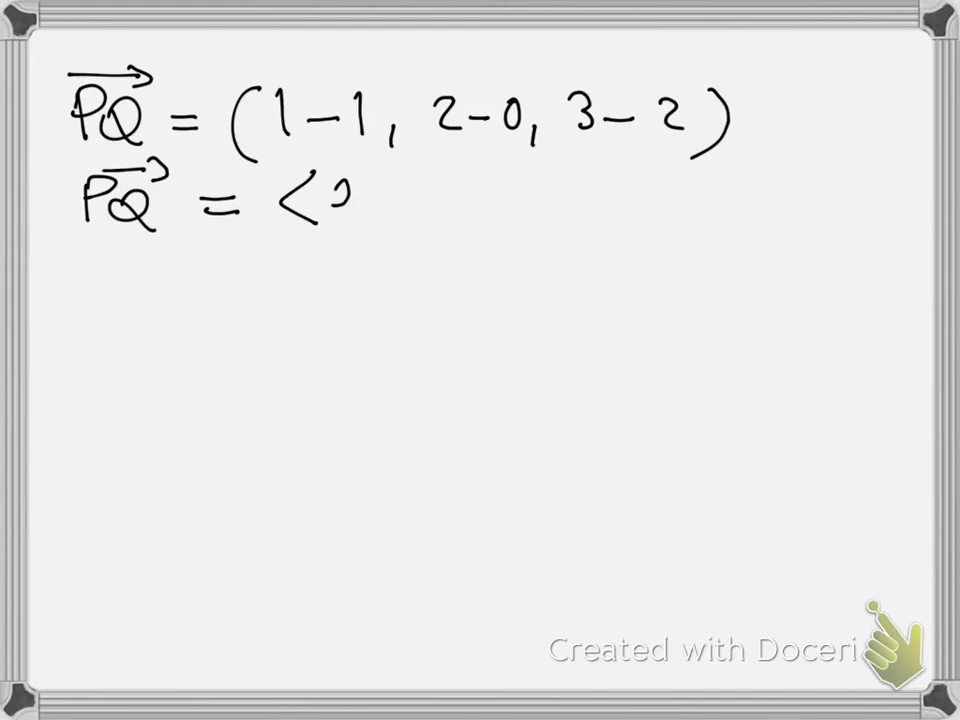 PQ = (1-1, 2-0, 3-2)
PQ = <
Created with Doceri